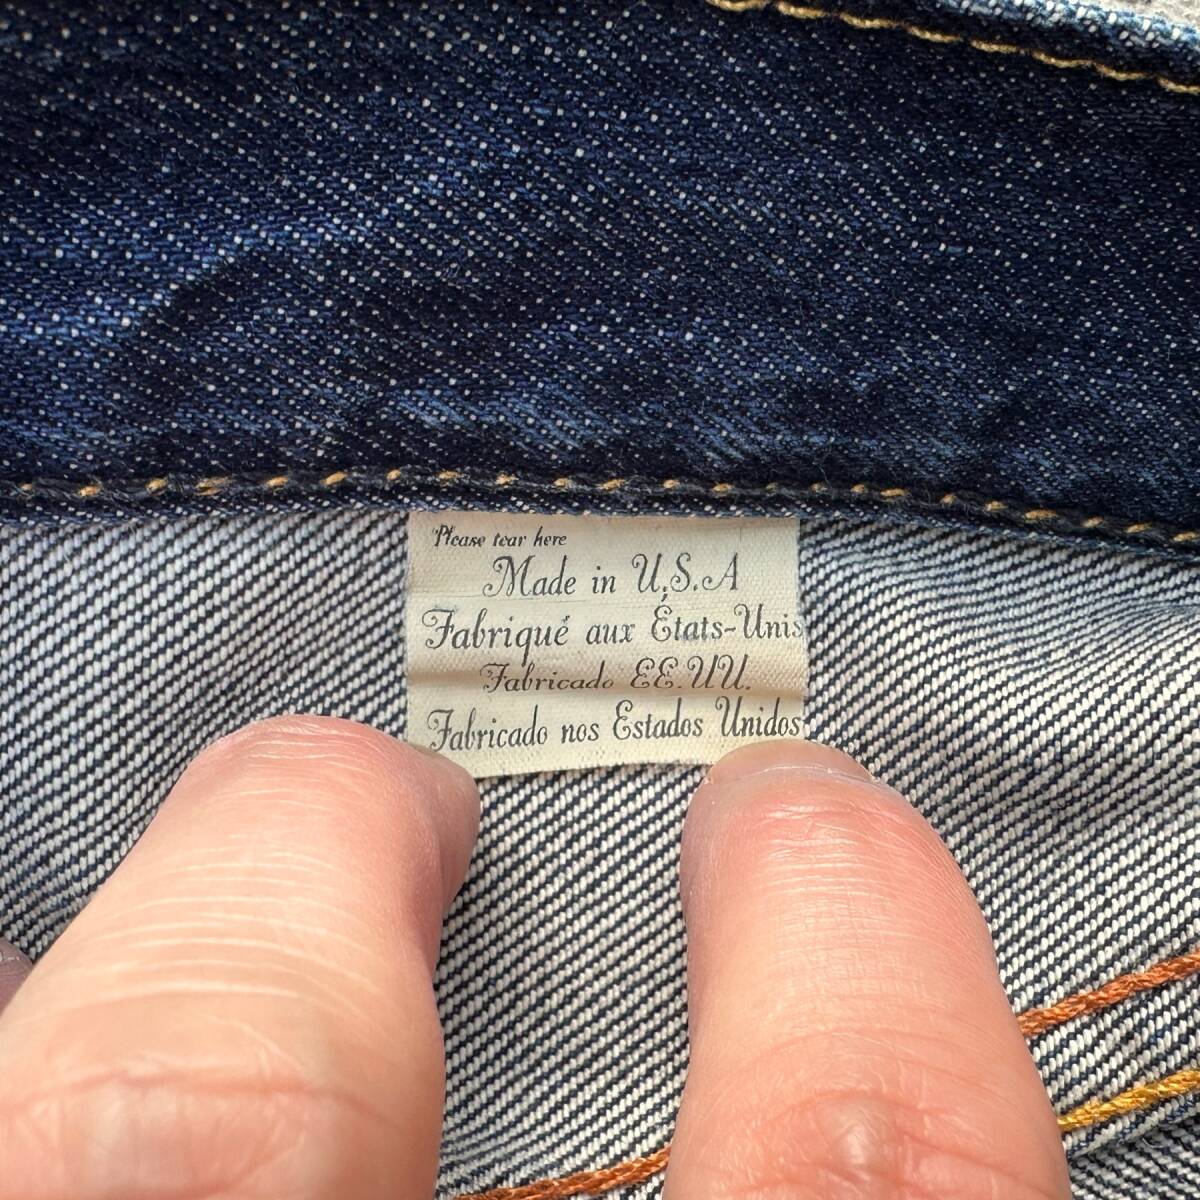 Please tear here
Made in U.S.A
Fabriqué aux États-Unis
Fabricado EE.UU.
Fabricado nos Estados Unidos